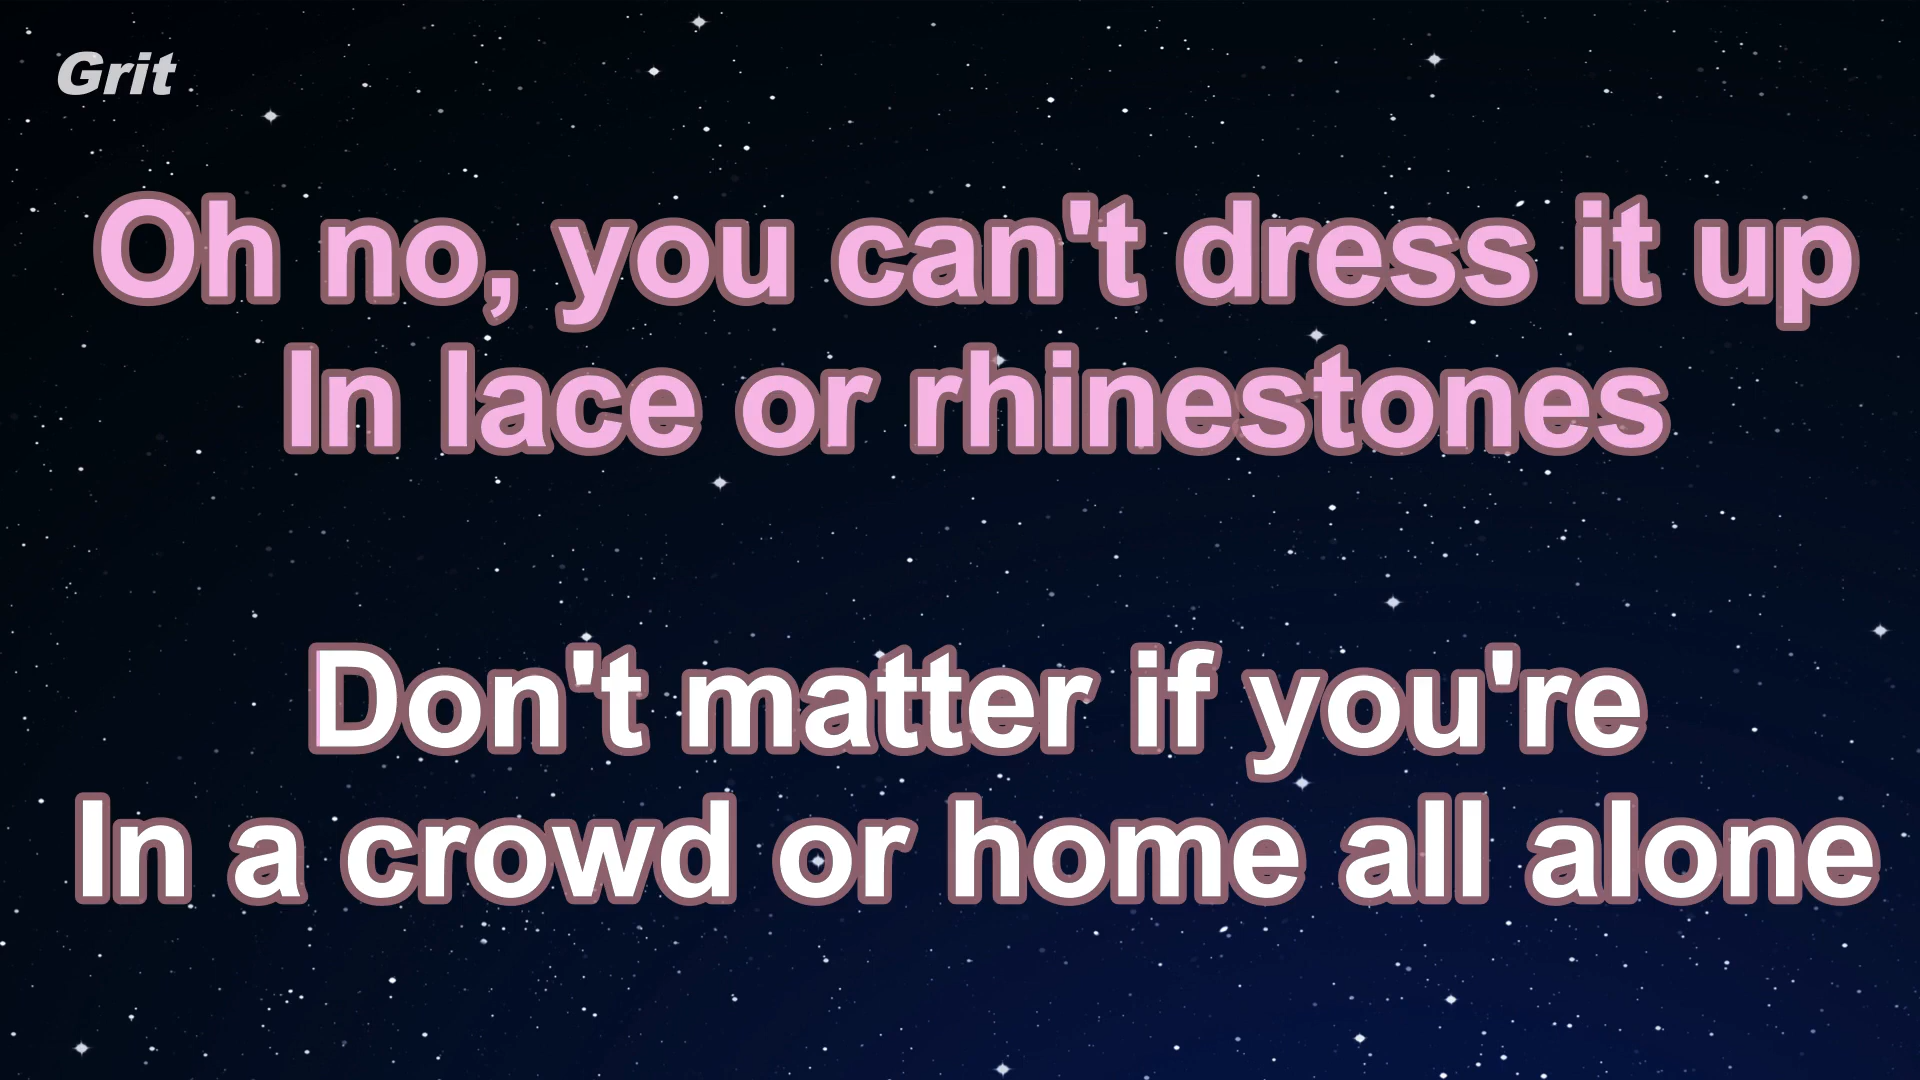 Grit
Oh no, you can't dress it up
In lace or rhinestones
Don't matter if you're
In a crowd or home all alone